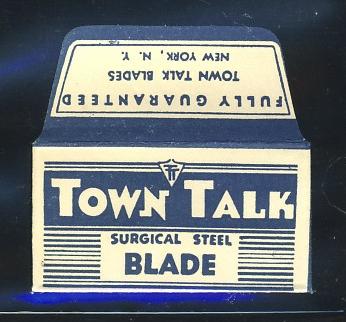 FULLY GUARANTEED
TOWN TALK BLADES
NEW YORK, N. Y.
TT
TOWN TALK
SURGICAL STEEL
BLADE